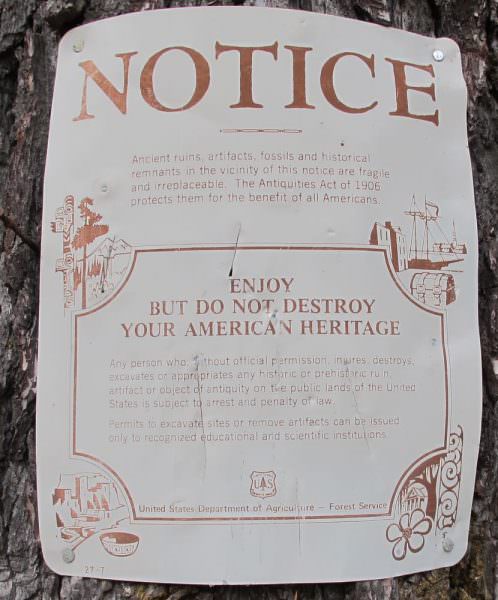 NOTICE
Ancient ruins, artifacts, fossils and historical
remnants in the vicinity of this notice are fragile
and irreplaceable. The Antiquities Act of 1906
protects them for the benefit of all Americans.
ENJOY
BUT DO NOT DESTROY
YOUR AMERICAN HERITAGE
Any person who, without official permission, injures, destroys,
excavates or appropriates any historic or prehistoric ruin,
artifact or object of antiquity on the public lands of the United
States is subject to arrest and penalty of law.
Permits to excavate sites or remove artifacts can be issued
only to recognized educational and scientific institutions.
UAS
United States Department of Agriculture — Forest Service
27-7